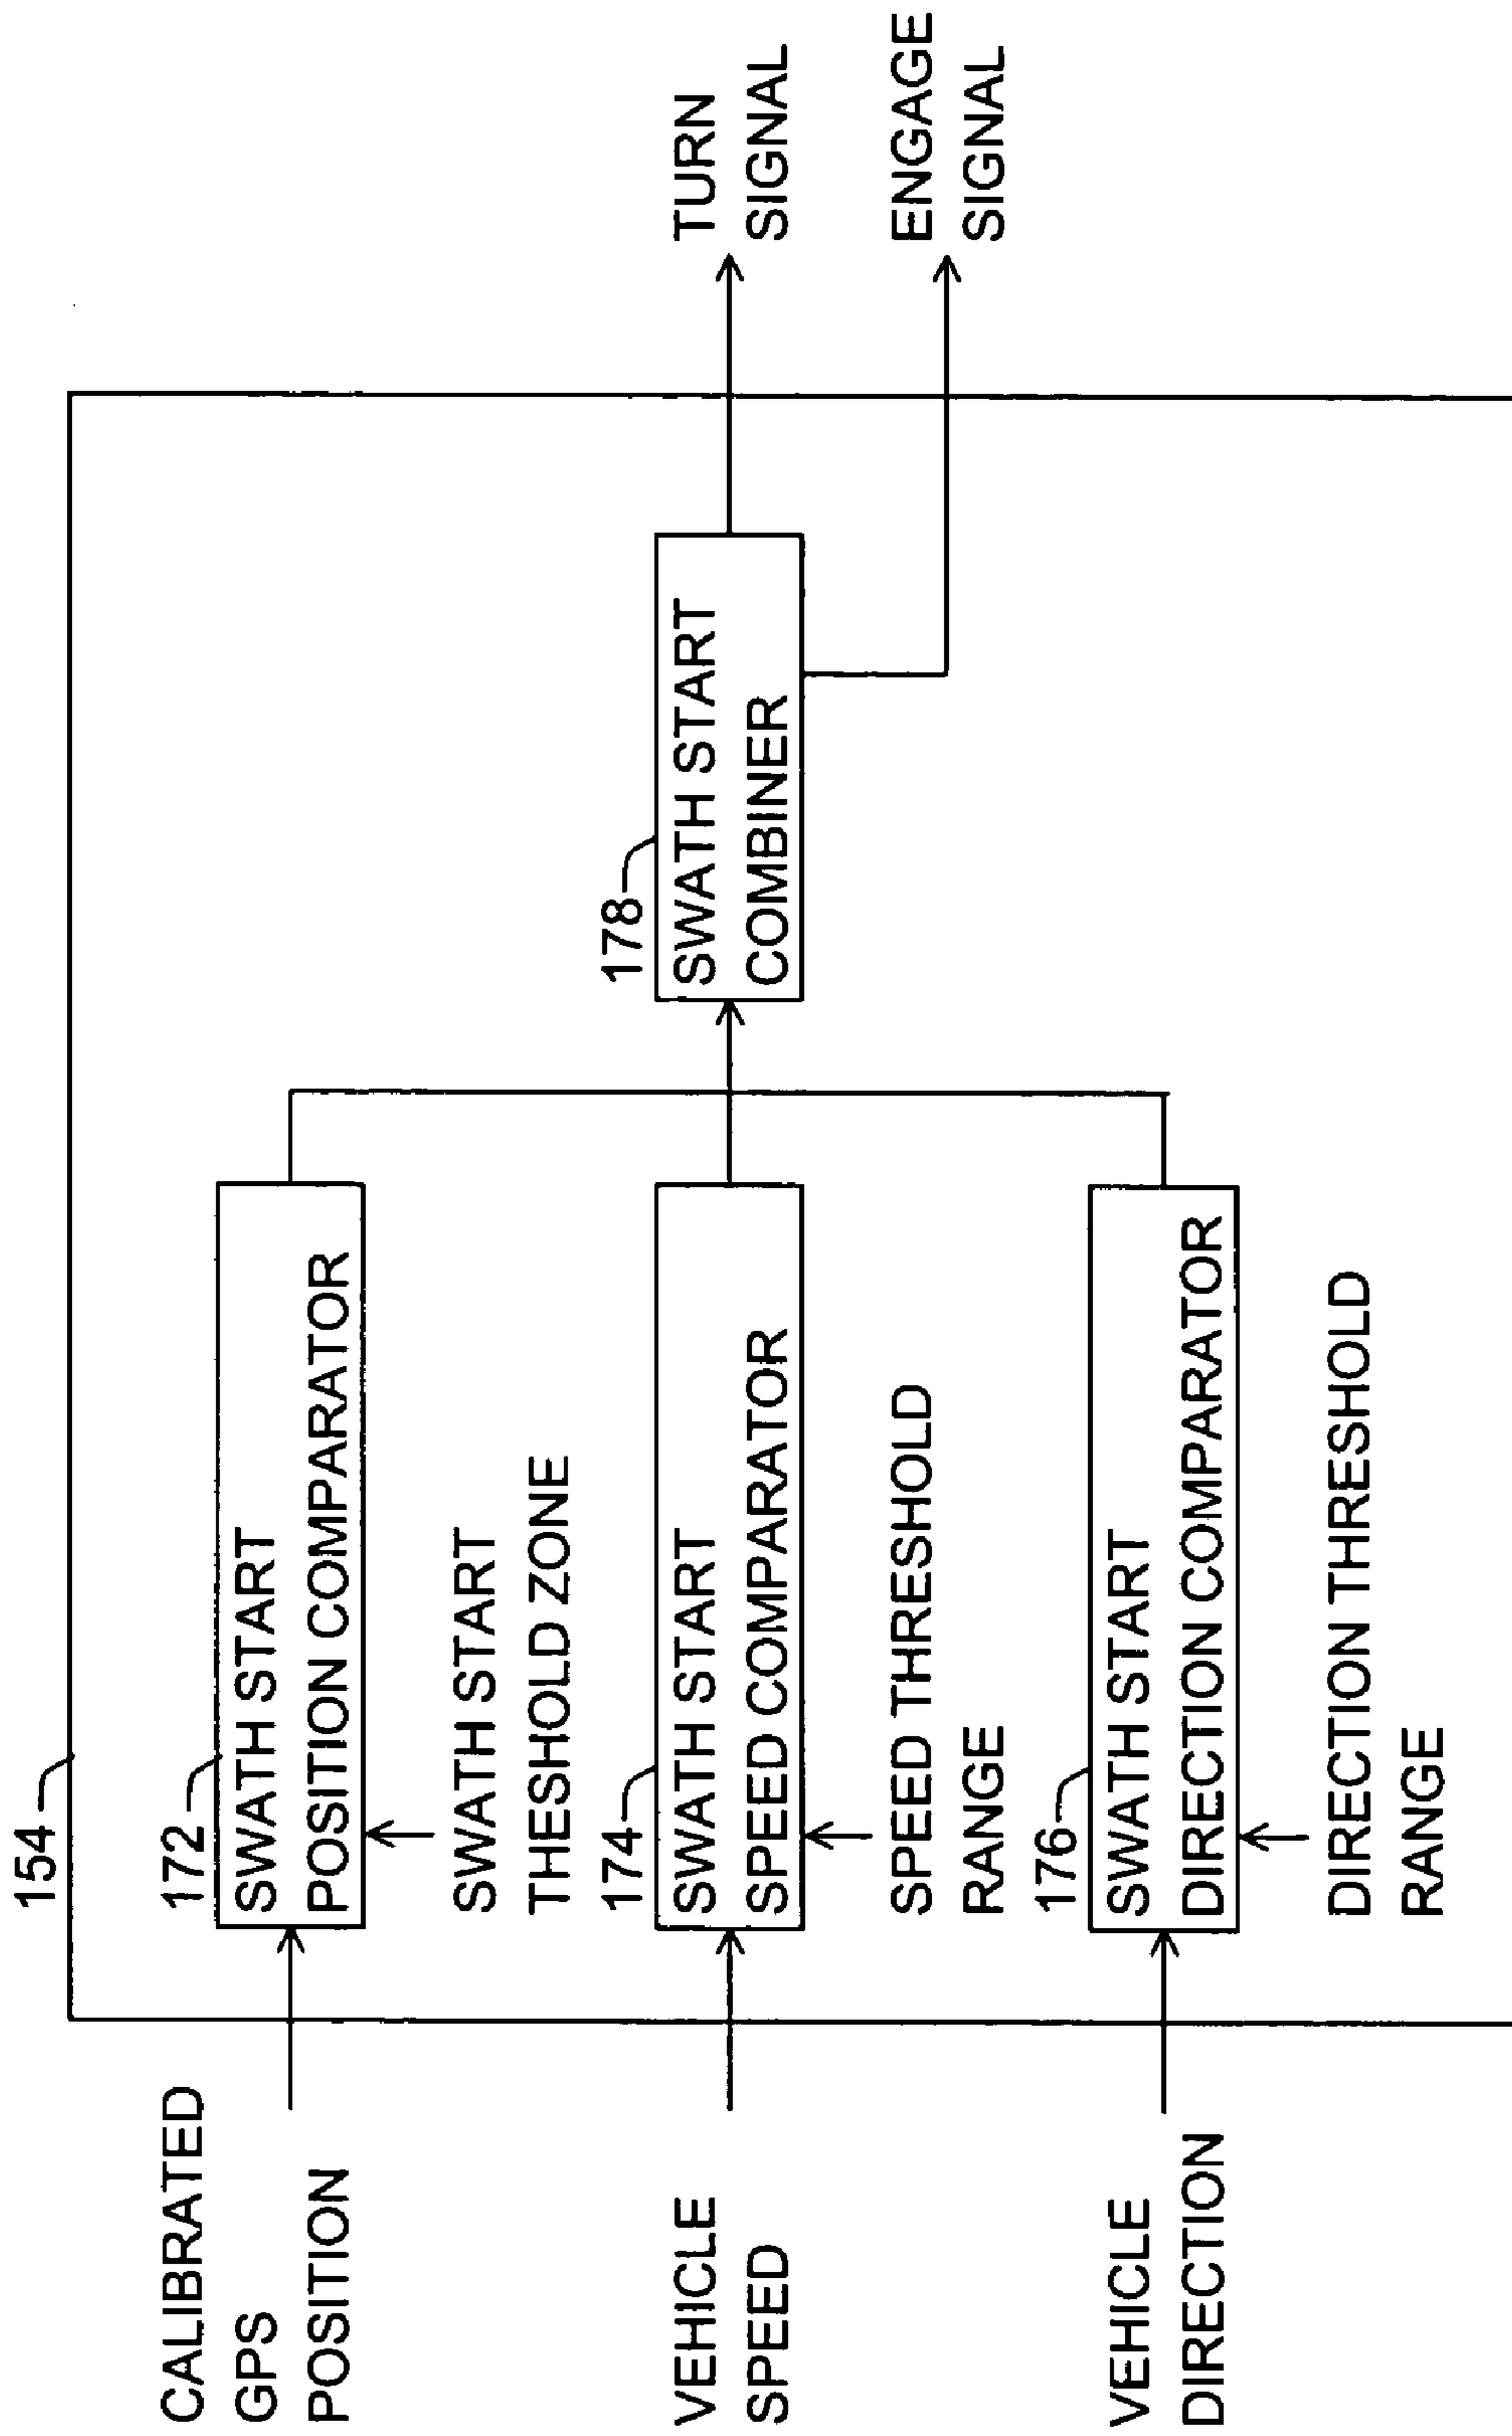 154
CALIBRATED
GPS
POSITION
172
SWATH START
POSITION COMPARATOR
SWATH START
THESHOLD ZONE
VEHICLE
SPEED
174
SWATH START
SPEED COMPARATOR
SPEED THRESHOLD
RANGE
VEHICLE
DIRECTION
176
SWATH START
DIRECTION COMPARATOR
DIRECTION THRESHOLD
RANGE
178
SWATH START
COMBINER
TURN
SIGNAL
ENGAGE
SIGNAL